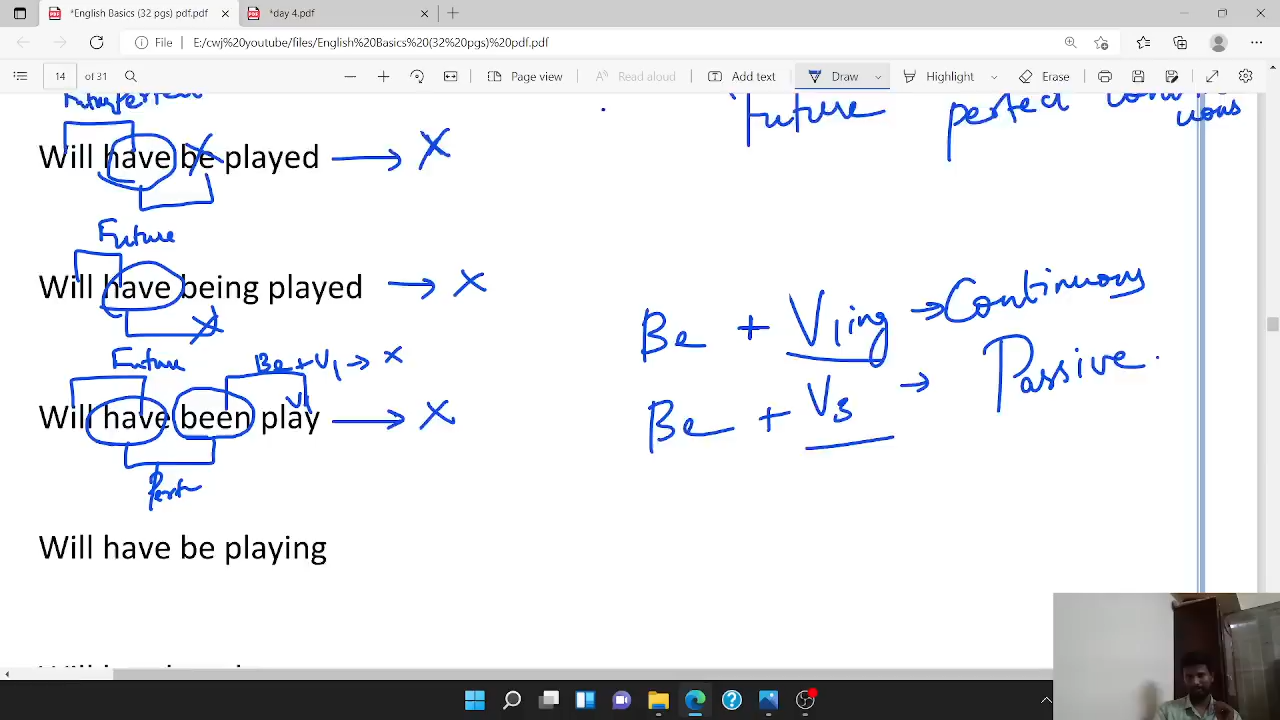 *English Basics (32 pgs) pdf.pdf
*day 4.pdf
File
E:/cwj%20youtube/files/English%20Basics%20(32%20pgs)%20pdf.pdf
14 of 31
Page view
Read aloud
Add text
Draw
Highlight
Erase
Future perfect
Will have be played → X
Future
Will have being played → X
Be + V1ing → Continuous
Future
Be + V1 → X
Be + V3 → Passive
V1
Will have been play → X
Will have be playing